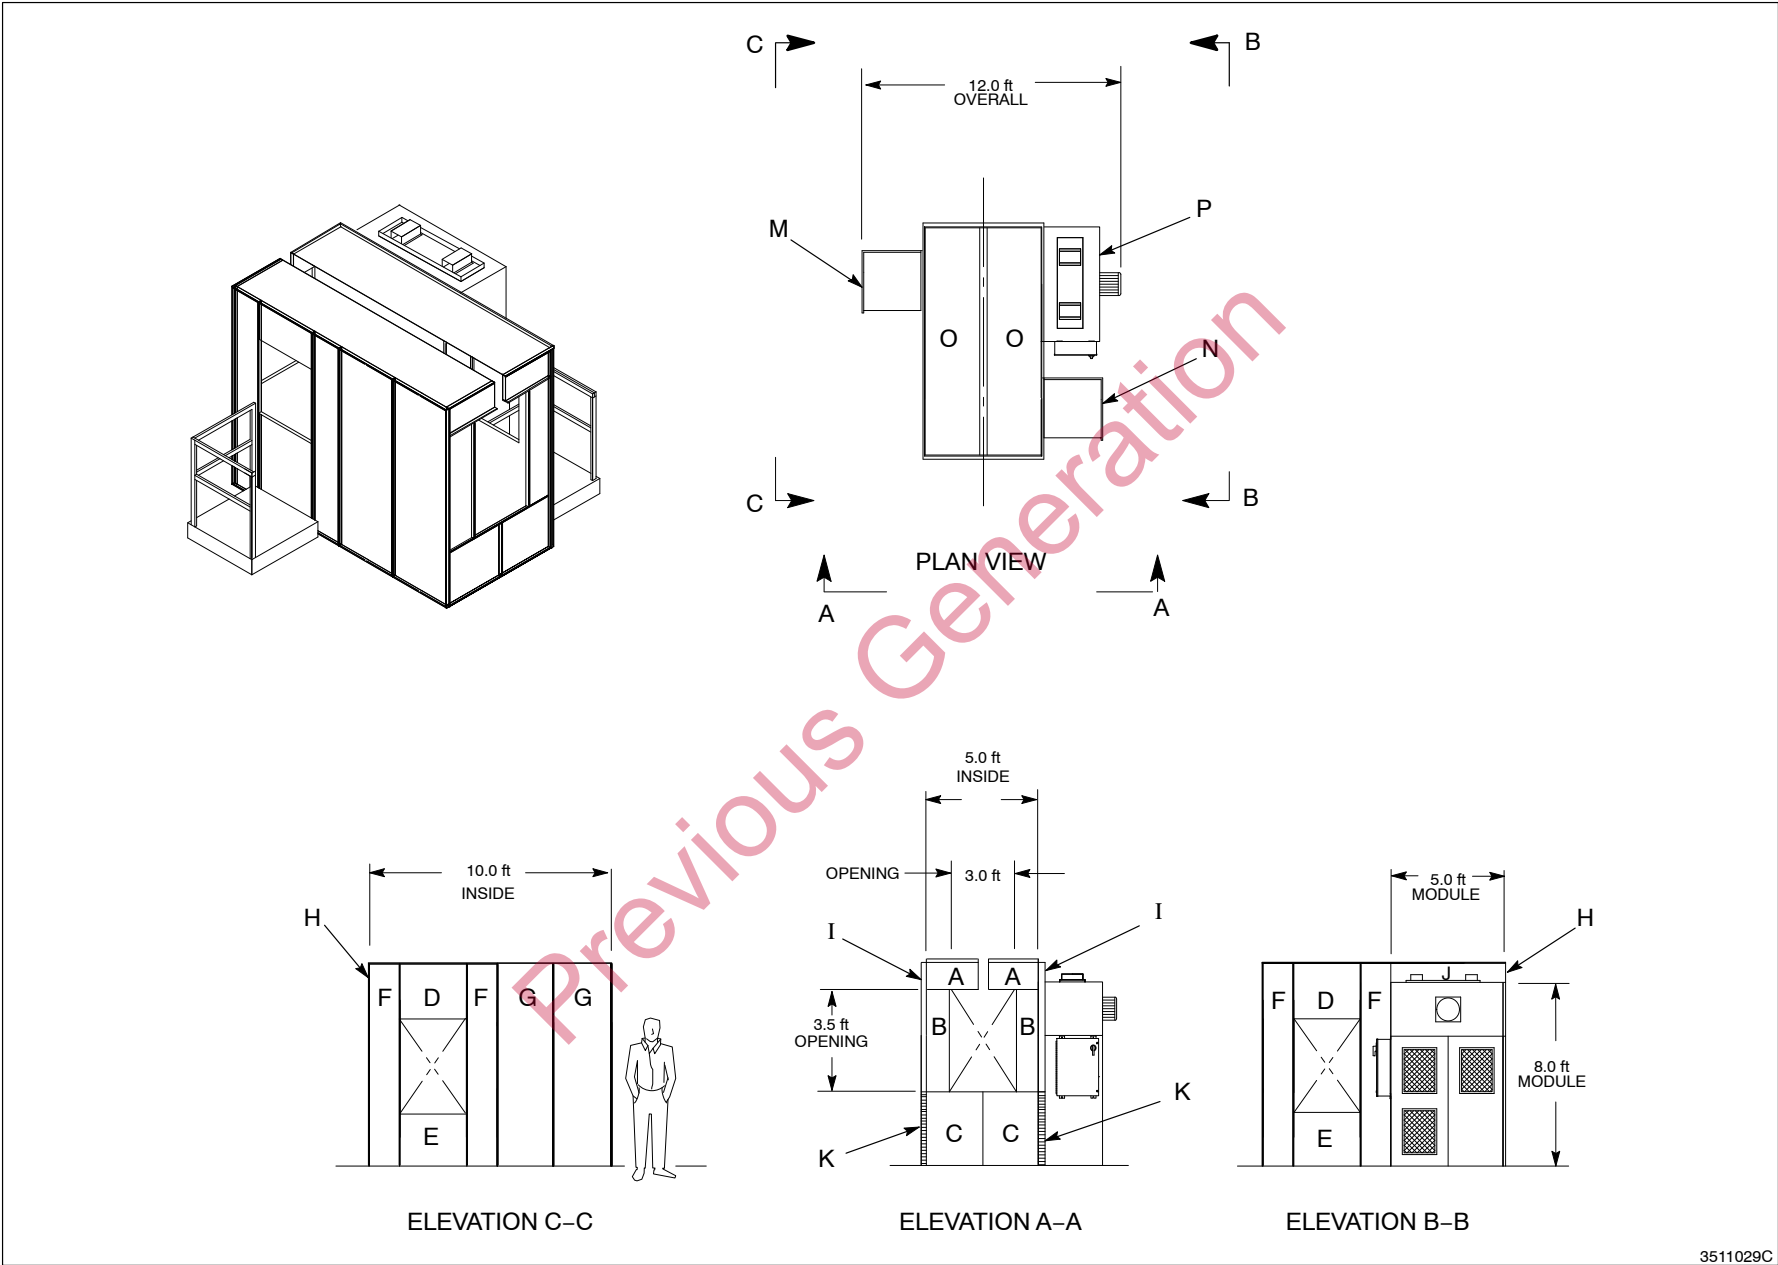 C
B
12.0 ft
OVERALL
M
P
O
O
N
C
B
PLAN VIEW
A
A
Previous Generation
5.0 ft
INSIDE
10.0 ft
INSIDE
OPENING
3.0 ft
5.0 ft
MODULE
H
I
I
H
F
D
F
G
G
A
A
F
D
F
J
3.5 ft
OPENING
B
B
8.0 ft
MODULE
E
K
C
C
K
E
ELEVATION C–C
ELEVATION A–A
ELEVATION B–B
3511029C